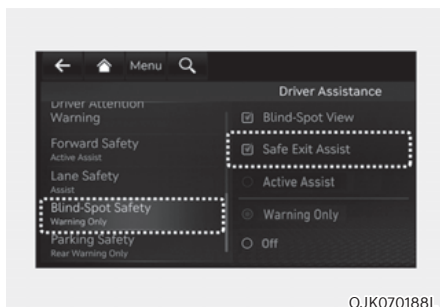 Menu
Driver Assistance
Driver Attention
Warning
Forward Safety
Active Assist
Lane Safety
Assist
Blind-Spot Safety
Warning Only
Parking Safety
Rear Warning Only
Blind-Spot View
Safe Exit Assist
Active Assist
Warning Only
Off
OJK070188L